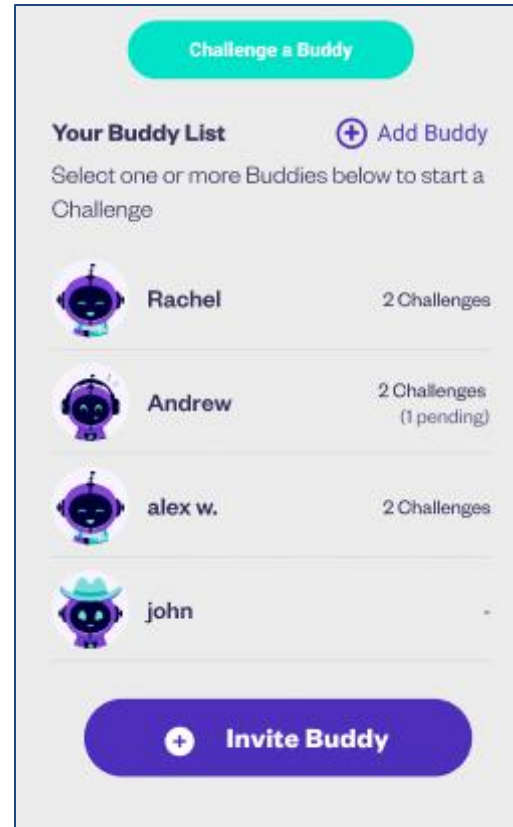 Challenge a Buddy
Your Buddy List
Add Buddy
Select one or more Buddies below to start a
Challenge
Rachel
2 Challenges
Andrew
2 Challenges
(1 pending)
alex w.
2 Challenges
john
-
Invite Buddy